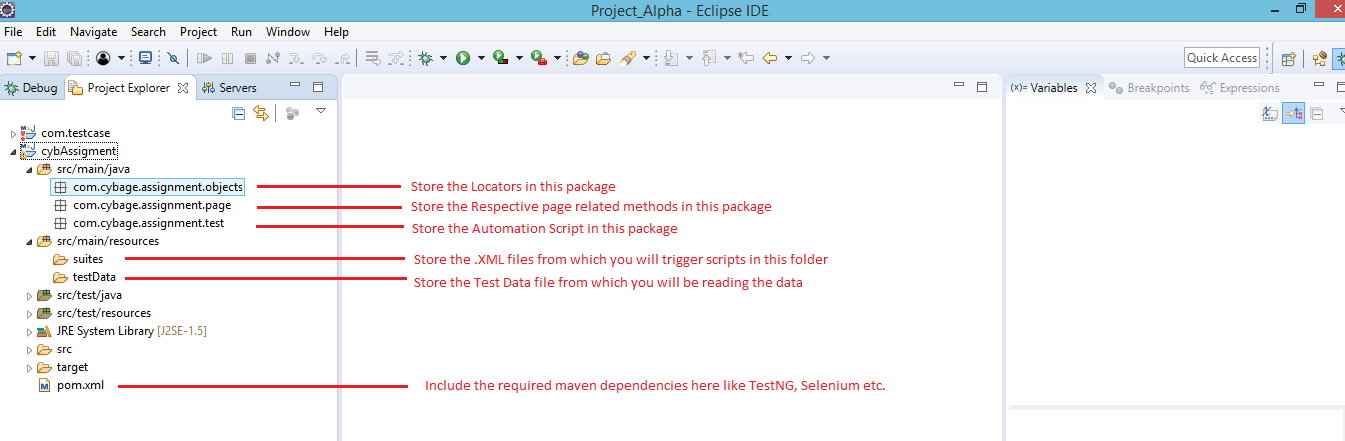 Project_Alpha - Eclipse IDE
File Edit Navigate Search Project Run Window Help
Quick Access
Debug Project Explorer Servers
(x)= Variables Breakpoints Expressions
com.testcase
cybAssigment
src/main/java
com.cybage.assignment.objects Store the Locators in this package
com.cybage.assignment.page Store the Respective page related methods in this package
com.cybage.assignment.test Store the Automation Script in this package
src/main/resources
suites Store the .XML files from which you will trigger scripts in this folder
testData Store the Test Data file from which you will be reading the data
src/test/java
src/test/resources
JRE System Library [J2SE-1.5]
src
target
pom.xml Include the required maven dependencies here like TestNG, Selenium etc.